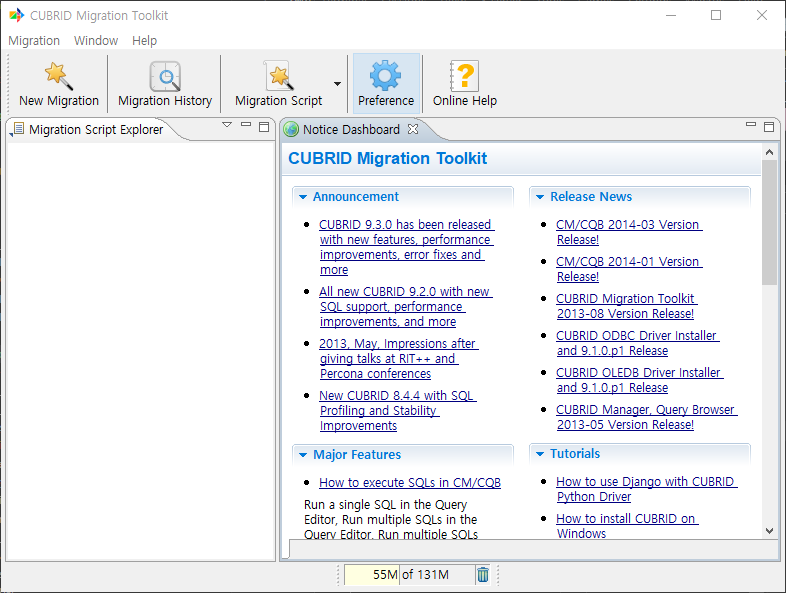 CUBRID Migration Toolkit
Migration Window Help
New Migration Migration History Migration Script Preference Online Help
Migration Script Explorer
Notice Dashboard
CUBRID Migration Toolkit
Announcement
CUBRID 9.3.0 has been released
with new features, performance
improvements, error fixes and
more
All new CUBRID 9.2.0 with new
SQL support, performance
improvements, and more
2013, May, Impressions after
giving talks at RIT++ and
Percona conferences
New CUBRID 8.4.4 with SQL
Profiling and Stability
Improvements
Major Features
How to execute SQLs in CM/CQB
Run a single SQL in the Query
Editor, Run multiple SQLs in the
Query Editor, Run multiple SQLs
Release News
CM/CQB 2014-03 Version
Release!
CM/CQB 2014-01 Version
Release!
CUBRID Migration Toolkit
2013-08 Version Release!
CUBRID ODBC Driver Installer
and 9.1.0.p1 Release
CUBRID OLEDB Driver Installer
and 9.1.0.p1 Release
CUBRID Manager, Query Browser
2013-05 Version Release!
Tutorials
How to use Django with CUBRID
Python Driver
How to install CUBRID on
Windows
55M of 131M